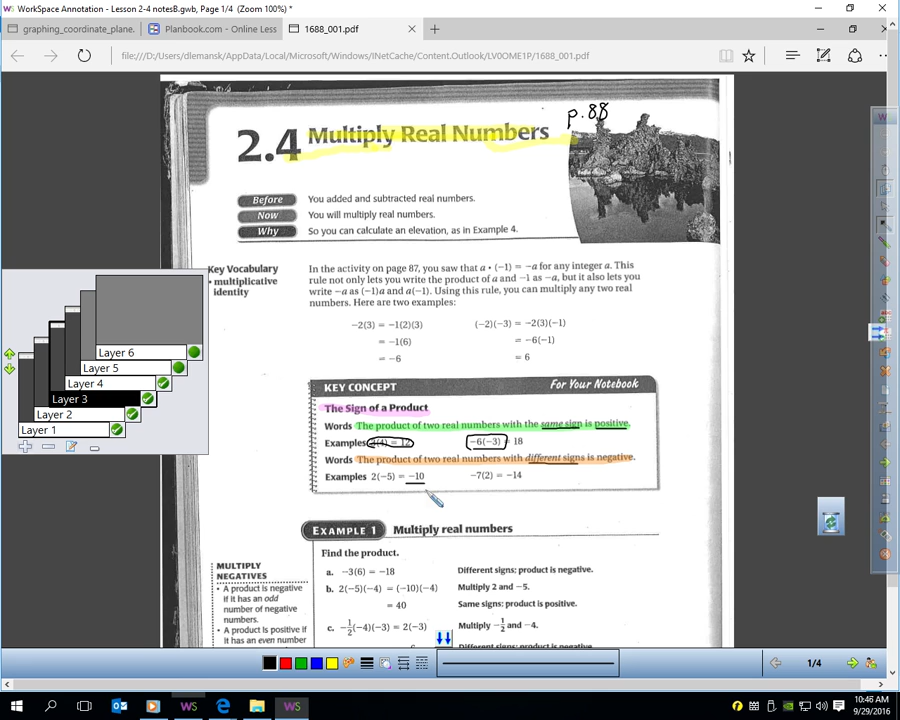 WorkSpace Annotation - Lesson 2-4 notesB.gwb, Page 1/4 (Zoom 100%) *
graphing_coordinate_plane.
Planbook.com - Online Less
1688_001.pdf
file:///D:/Users/dlemansk/AppData/Local/Microsoft/Windows/INetCache/Content.Outlook/LV0OME1P/1688_001.pdf
p.88
2.4 Multiply Real Numbers
Before You added and subtracted real numbers.
Now You will multiply real numbers.
Why So you can calculate an elevation, as in Example 4.
Key Vocabulary
• multiplicative
identity
In the activity on page 87, you saw that a • (−1) = −a for any integer a. This
rule not only lets you write the product of a and −1 as −a, but it also lets you
write −a as (−1)a and a(−1). Using this rule, you can multiply any two real
numbers. Here are two examples:
−2(3) = −1(2)(3) (−2)(−3) = −2(3)(−1)
= −1(6) = −6(−1)
= −6 = 6
Layer 6
Layer 5
Layer 4
Layer 3
Layer 2
Layer 1
KEY CONCEPT For Your Notebook
The Sign of a Product
Words The product of two real numbers with the same sign is positive.
Examples = 12 −6(−3) = 18
Words The product of two real numbers with different signs is negative.
Examples 2(−5) = −10 −7(2) = −14
EXAMPLE 1 Multiply real numbers
Find the product.
a. −3(6) = −18 Different signs; product is negative.
b. 2(−5)(−4) = (−10)(−4) Multiply 2 and −5.
= 40 Same signs; product is positive.
c. −1/2(−4)(−3) = 2(−3) Multiply −1/2 and −4.
Different signs; product is negative
MULTIPLY
NEGATIVES
• A product is negative
if it has an odd
number of negative
numbers.
• A product is positive if
it has an even number
1/4
10:46 AM
9/29/2016